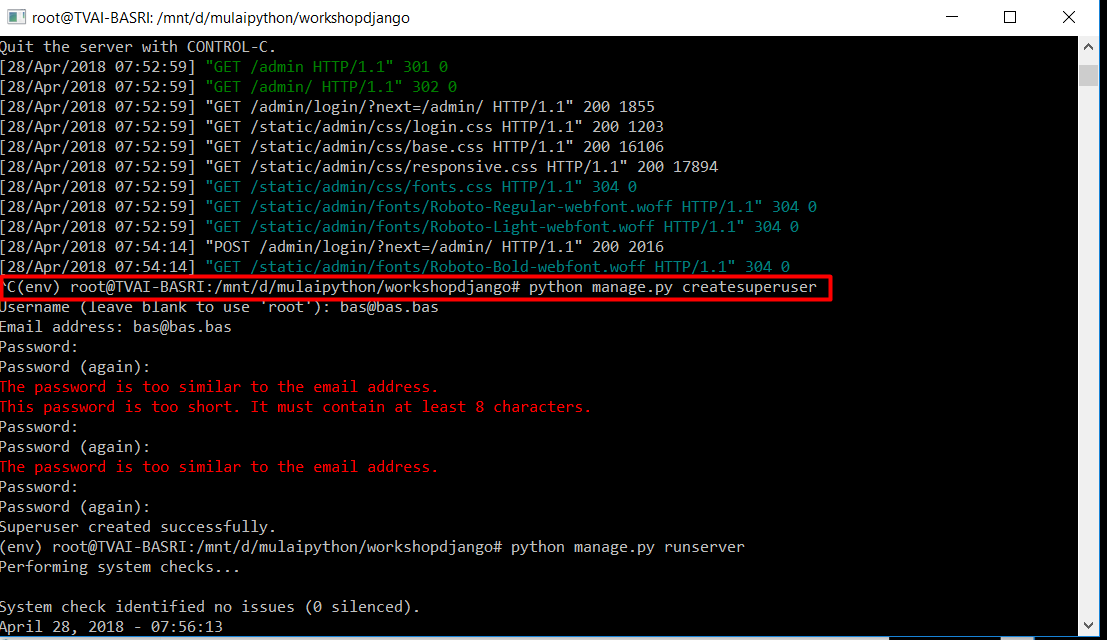 root@TVAI-BASRI: /mnt/d/mulaipython/workshopdjango
Quit the server with CONTROL-C.
[28/Apr/2018 07:52:59] "GET /admin HTTP/1.1" 301 0
[28/Apr/2018 07:52:59] "GET /admin/ HTTP/1.1" 302 0
[28/Apr/2018 07:52:59] "GET /admin/login/?next=/admin/ HTTP/1.1" 200 1855
[28/Apr/2018 07:52:59] "GET /static/admin/css/login.css HTTP/1.1" 200 1203
[28/Apr/2018 07:52:59] "GET /static/admin/css/base.css HTTP/1.1" 200 16106
[28/Apr/2018 07:52:59] "GET /static/admin/css/responsive.css HTTP/1.1" 200 17894
[28/Apr/2018 07:52:59] "GET /static/admin/css/fonts.css HTTP/1.1" 304 0
[28/Apr/2018 07:52:59] "GET /static/admin/fonts/Roboto-Regular-webfont.woff HTTP/1.1" 304 0
[28/Apr/2018 07:52:59] "GET /static/admin/fonts/Roboto-Light-webfont.woff HTTP/1.1" 304 0
[28/Apr/2018 07:54:14] "POST /admin/login/?next=/admin/ HTTP/1.1" 200 2016
[28/Apr/2018 07:54:14] "GET /static/admin/fonts/Roboto-Bold-webfont.woff HTTP/1.1" 304 0
^C(env) root@TVAI-BASRI:/mnt/d/mulaipython/workshopdjango# python manage.py createsuperuser
Username (leave blank to use 'root'): bas@bas.bas
Email address: bas@bas.bas
Password:
Password (again):
The password is too similar to the email address.
This password is too short. It must contain at least 8 characters.
Password:
Password (again):
The password is too similar to the email address.
Password:
Password (again):
Superuser created successfully.
(env) root@TVAI-BASRI:/mnt/d/mulaipython/workshopdjango# python manage.py runserver
Performing system checks...
System check identified no issues (0 silenced).
April 28, 2018 - 07:56:13